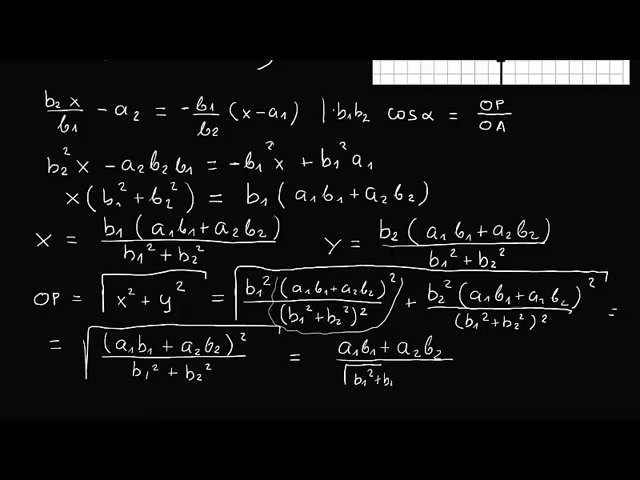 b₂x/b₁ - a₂ = -b₁/b₂ (x-a₁) |·b₁b₂ cosα = OP/OA
b₂²x - a₂b₂b₁ = -b₁²x + b₁²a₁
x(b₁²+b₂²) = b₁(a₁b₁+a₂b₂)
x = b₁(a₁b₁+a₂b₂)/(b₁²+b₂²) y = b₂(a₁b₁+a₂b₂)/(b₁²+b₂²)
OP = √(x²+y²) = √(b₁²(a₁b₁+a₂b₂)²/(b₁²+b₂²)² + b₂²(a₁b₁+a₂b₂)²/(b₁²+b₂²)²) =
= √((a₁b₁+a₂b₂)²/(b₁²+b₂²)) = (a₁b₁+a₂b₂)/√(b₁²+b₁